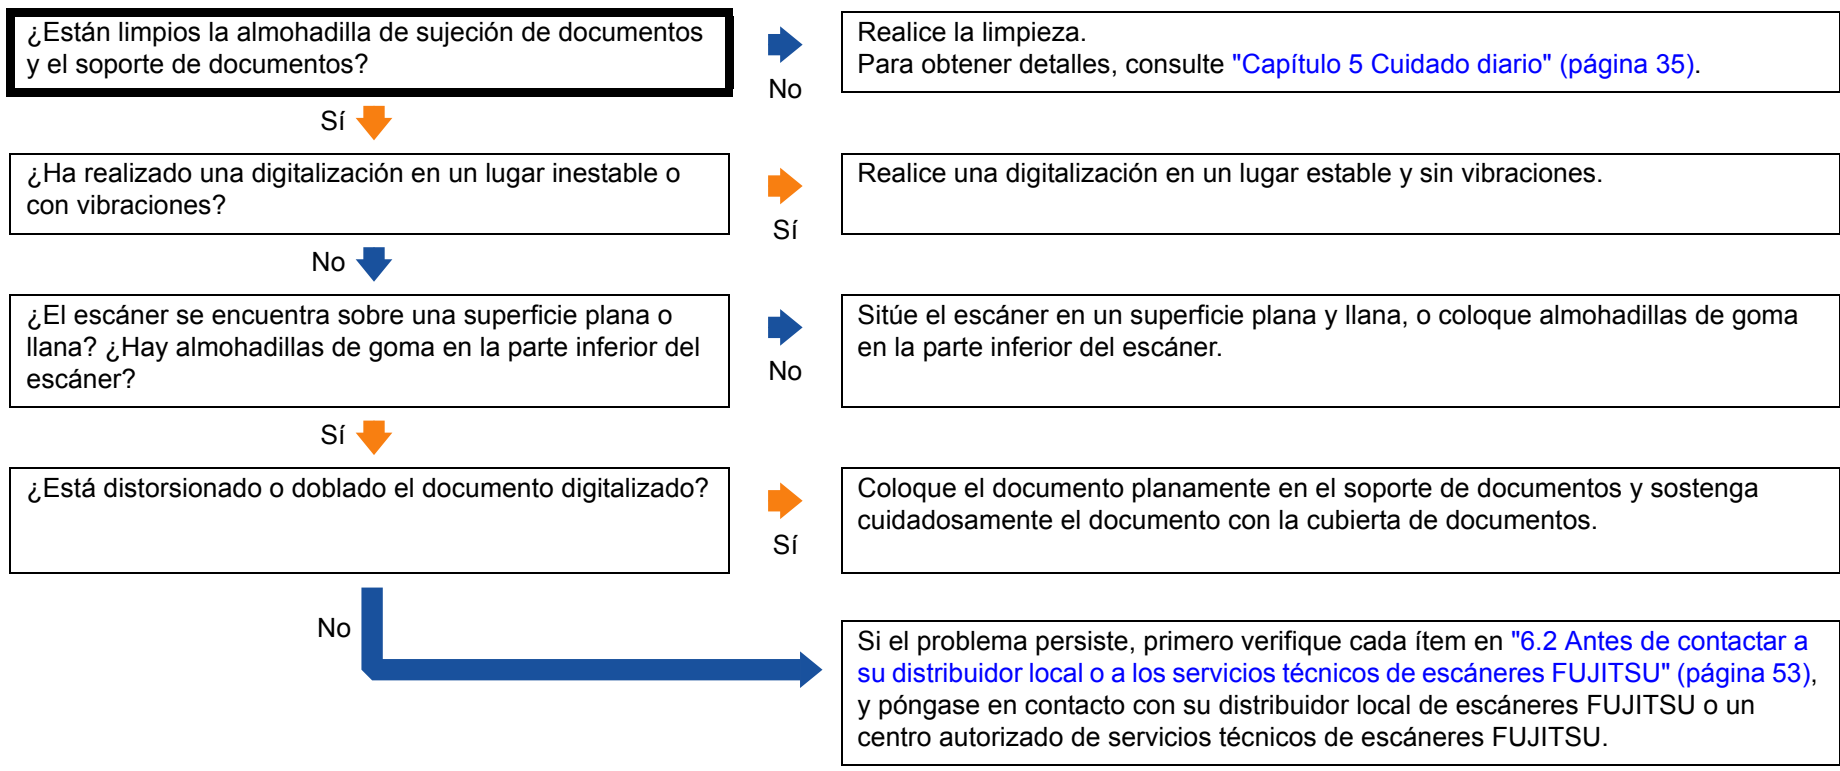 ¿Están limpios la almohadilla de sujeción de documentos
y el soporte de documentos?
No
Realice la limpieza.
Para obtener detalles, consulte "Capítulo 5 Cuidado diario" (página 35).
Sí
¿Ha realizado una digitalización en un lugar inestable o
con vibraciones?
Sí
Realice una digitalización en un lugar estable y sin vibraciones.
No
¿El escáner se encuentra sobre una superficie plana o
llana? ¿Hay almohadillas de goma en la parte inferior del
escáner?
No
Sitúe el escáner en un superficie plana y llana, o coloque almohadillas de goma
en la parte inferior del escáner.
Sí
¿Está distorsionado o doblado el documento digitalizado?
Sí
Coloque el documento planamente en el soporte de documentos y sostenga
cuidadosamente el documento con la cubierta de documentos.
No
Si el problema persiste, primero verifique cada ítem en "6.2 Antes de contactar a
su distribuidor local o a los servicios técnicos de escáneres FUJITSU" (página 53),
y póngase en contacto con su distribuidor local de escáneres FUJITSU o un
centro autorizado de servicios técnicos de escáneres FUJITSU.